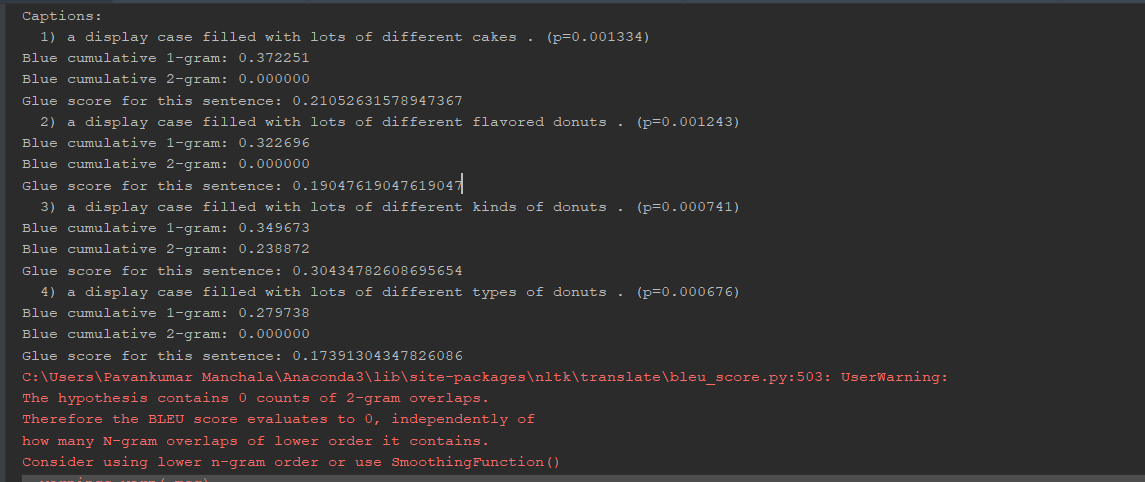 Captions:
1) a display case filled with lots of different cakes . (p=0.001334)
Blue cumulative 1-gram: 0.372251
Blue cumulative 2-gram: 0.000000
Glue score for this sentence: 0.21052631578947367
2) a display case filled with lots of different flavored donuts . (p=0.001243)
Blue cumulative 1-gram: 0.322696
Blue cumulative 2-gram: 0.000000
Glue score for this sentence: 0.19047619047619047
3) a display case filled with lots of different kinds of donuts . (p=0.000741)
Blue cumulative 1-gram: 0.349673
Blue cumulative 2-gram: 0.238872
Glue score for this sentence: 0.30434782608695654
4) a display case filled with lots of different types of donuts . (p=0.000676)
Blue cumulative 1-gram: 0.279738
Blue cumulative 2-gram: 0.000000
Glue score for this sentence: 0.17391304347826086
C:\Users\Pavankumar Manchala\Anaconda3\lib\site-packages\nltk\translate\bleu_score.py:503: UserWarning:
The hypothesis contains 0 counts of 2-gram overlaps.
Therefore the BLEU score evaluates to 0, independently of
how many N-gram overlaps of lower order it contains.
Consider using lower n-gram order or use SmoothingFunction()